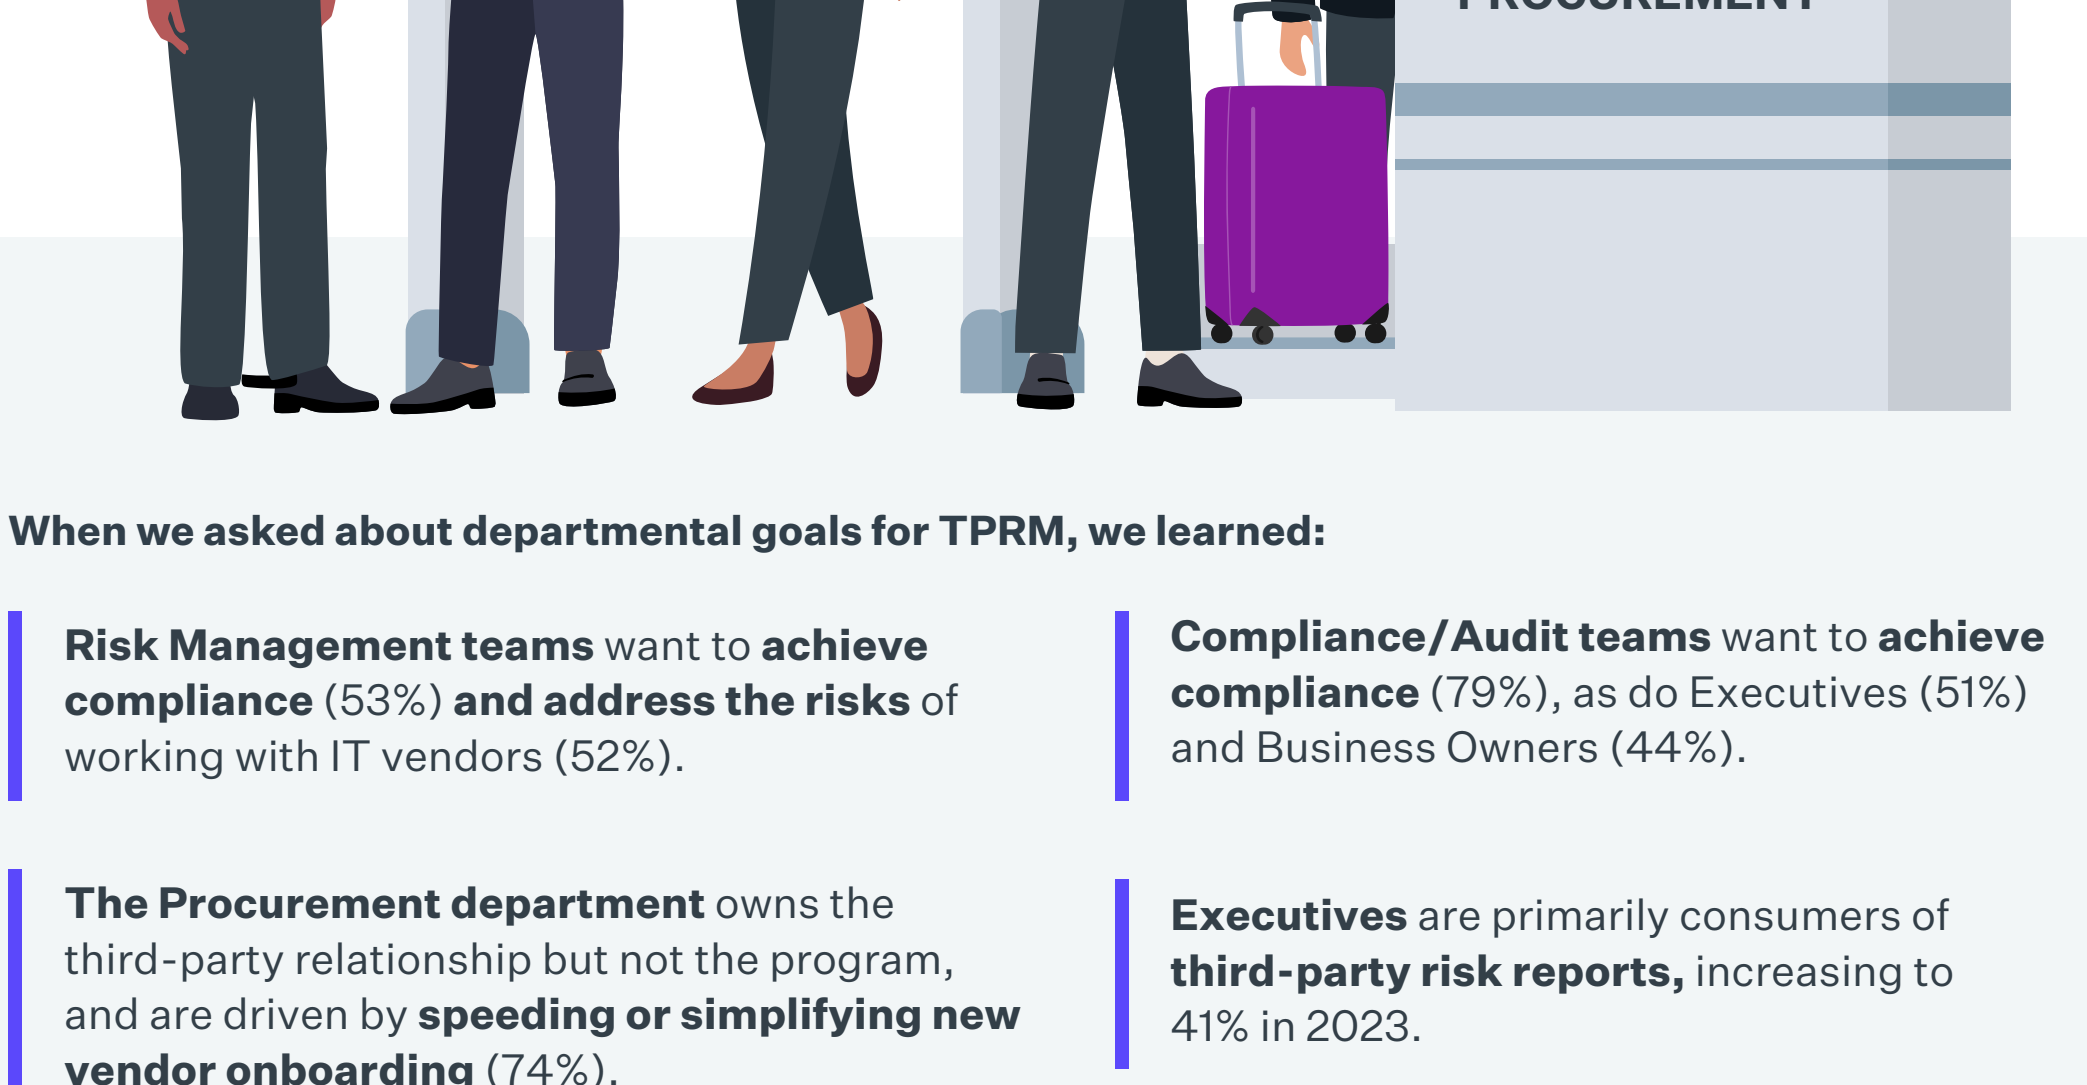 PROCUREMENT
When we asked about departmental goals for TPRM, we learned:
Risk Management teams want to achieve
compliance (53%) and address the risks of
working with IT vendors (52%).
Compliance/Audit teams want to achieve
compliance (79%), as do Executives (51%)
and Business Owners (44%).
The Procurement department owns the
third-party relationship but not the program,
and are driven by speeding or simplifying new
vendor onboarding (74%).
Executives are primarily consumers of
third-party risk reports, increasing to
41% in 2023.